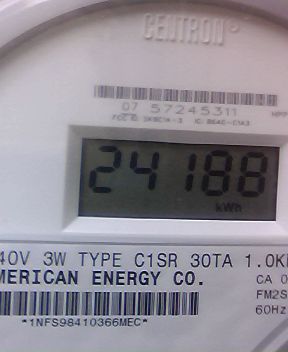 CENTRON®
07 57245311
24188
kWh
40V 3W TYPE C1SR 30TA 1.0K
MERICAN ENERGY CO.
CA 0
FM2S
60Hz
*1NFS98410366MEC*